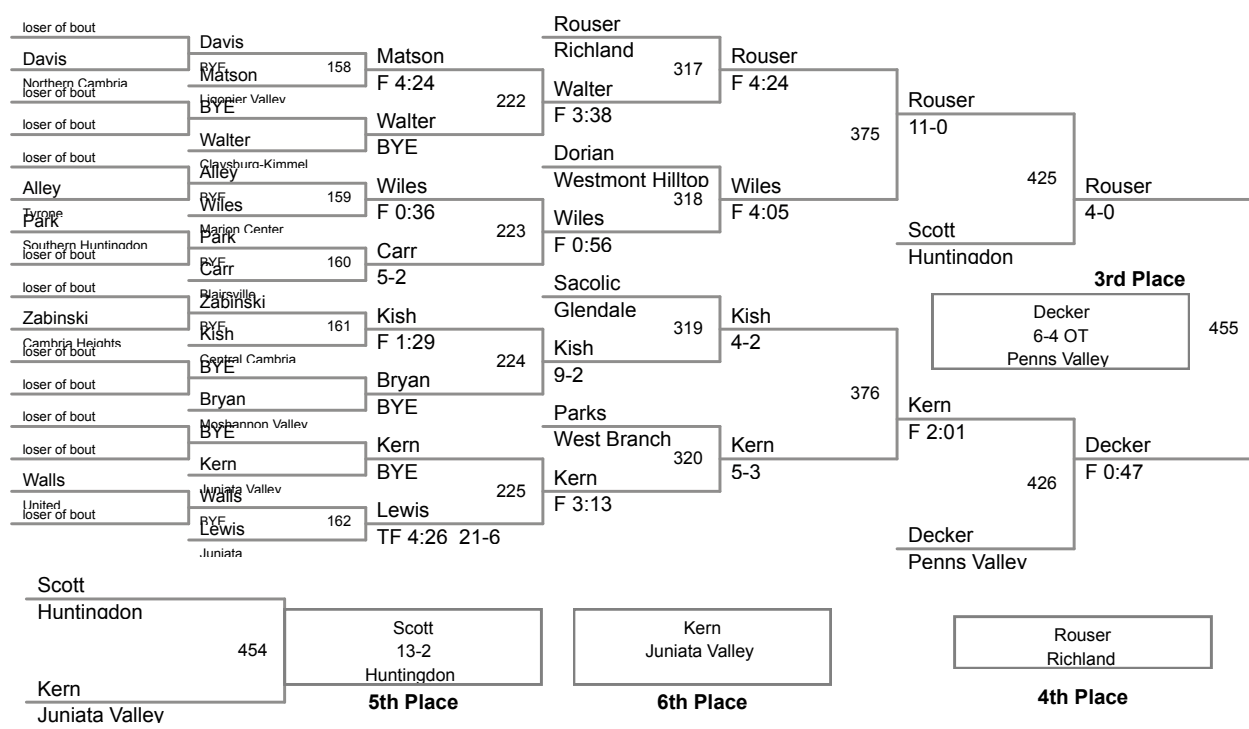 loser of bout
Davis
Northern Cambria
loser of bout
loser of bout
loser of bout
Alley
Tyrone
Park
Southern Huntingdon
loser of bout
loser of bout
Zabinski
Cambria Heights
loser of bout
loser of bout
loser of bout
loser of bout
Walls
United
loser of bout
Davis
BYE
158
Matson
Ligonier Valley
BYE
Walter
Claysburg-Kimmel
Alley
BYE
159
Wiles
Marion Center
Park
BYE
160
Carr
Blairsville
Zabinski
BYE
161
Kish
Central Cambria
BYE
Bryan
Moshannon Valley
BYE
Kern
Juniata Valley
Walls
BYE
162
Lewis
Juniata
Matson
F 4:24
222
Walter
BYE
Wiles
F 0:36
223
Carr
5-2
Kish
F 1:29
224
Bryan
BYE
Kern
BYE
225
Lewis
TF 4:26 21-6
Rouser
Richland
317
Walter
F 3:38
Dorian
Westmont Hilltop
318
Wiles
F 0:56
Sacolic
Glendale
319
Kish
9-2
Parks
West Branch
320
Kern
F 3:13
Rouser
F 4:24
375
Wiles
F 4:05
Kish
4-2
376
Kern
5-3
Rouser
11-0
425
Scott
Huntingdon
Kern
F 2:01
426
Decker
Penns Valley
Rouser
4-0
3rd Place
Decker
6-4 OT
Penns Valley
455
Decker
F 0:47
Scott
Huntingdon
454
Kern
Juniata Valley
Scott
13-2
Huntingdon
5th Place
Kern
Juniata Valley
6th Place
Rouser
Richland
4th Place